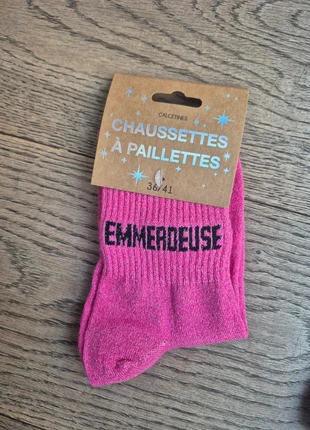 CALCETINES
CHAUSSETTES
À PAILLETTES
36/41
EMMERDEUSE